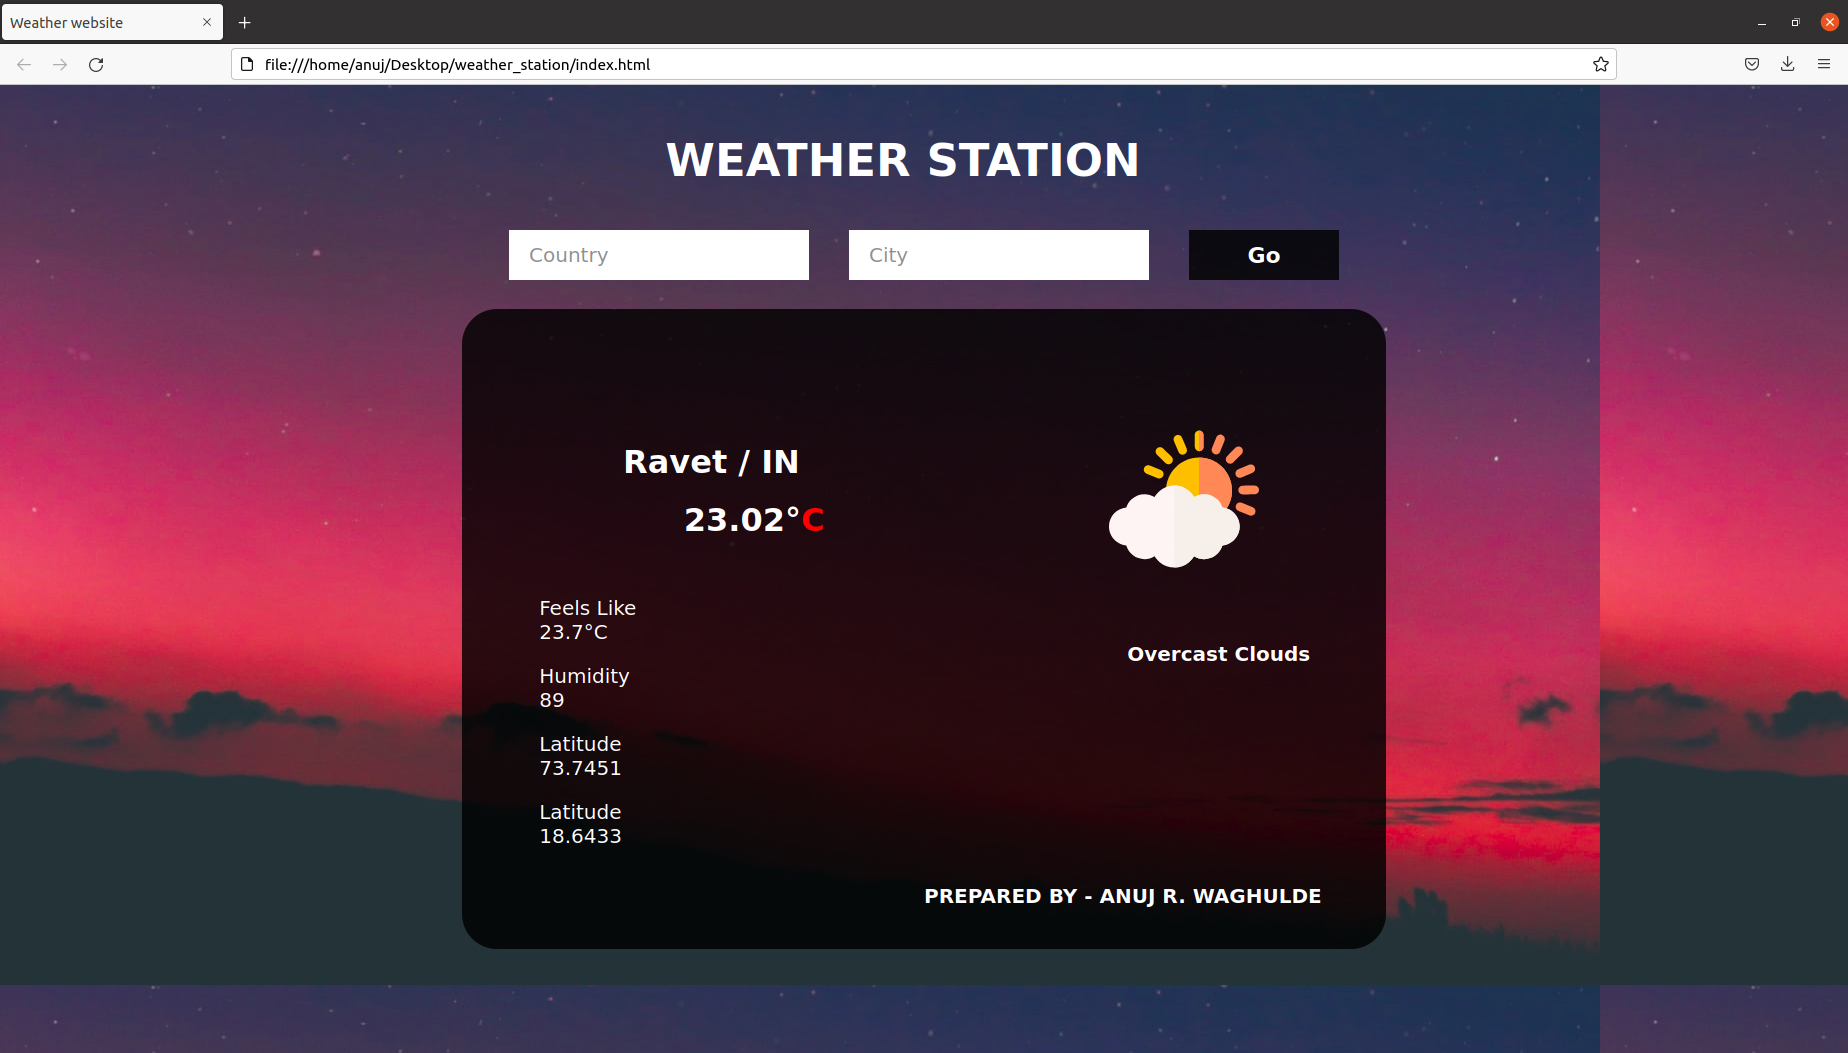 Weather website
file:///home/anuj/Desktop/weather_station/index.html
WEATHER STATION
Country
City
Go
Ravet / IN
23.02°C
Feels Like
23.7°C
Humidity
89
Latitude
73.7451
Latitude
18.6433
Overcast Clouds
PREPARED BY - ANUJ R. WAGHULDE